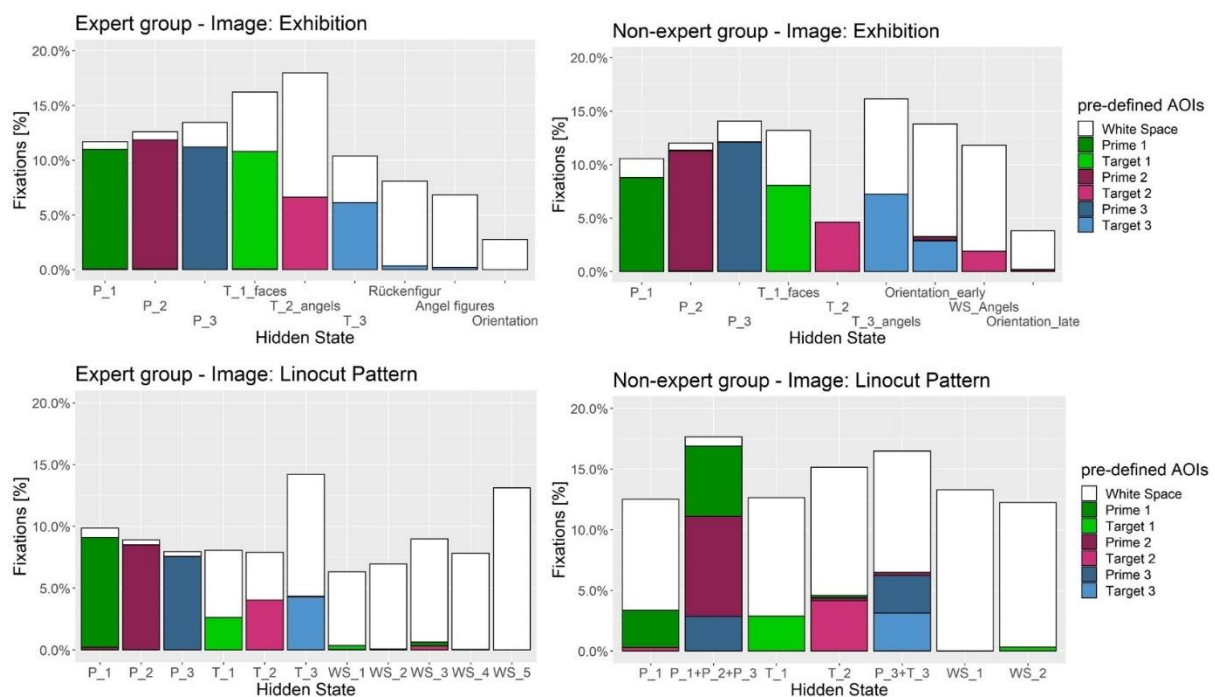 Expert group - Image: Exhibition
20.0%
15.0%
10.0%
5.0%
0.0%
Fixations [%]
P_1
T_1_faces
Rückenfigur
P_2
T_2_angels
Angel figures
P_3
T_3
Orientation
Hidden State
Non-expert group - Image: Exhibition
20.0%
15.0%
10.0%
5.0%
0.0%
Fixations [%]
P_1
T_1_faces
Orientation_early
P_2
T_2
WS_Angels
P_3
T_3_angels
Orientation_late
Hidden State
pre-defined AOIs
White Space
Prime 1
Target 1
Prime 2
Target 2
Prime 3
Target 3
Expert group - Image: Linocut Pattern
20.0%
15.0%
10.0%
5.0%
0.0%
Fixations [%]
P_1 P_2 P_3 T_1 T_2 T_3 WS_1 WS_2 WS_3 WS_4 WS_5
Hidden State
Non-expert group - Image: Linocut Pattern
20.0%
15.0%
10.0%
5.0%
0.0%
Fixations [%]
P_1 P_1+P_2+P_3 T_1 T_2 P_3+T_3 WS_1 WS_2
Hidden State
pre-defined AOIs
White Space
Prime 1
Target 1
Prime 2
Target 2
Prime 3
Target 3